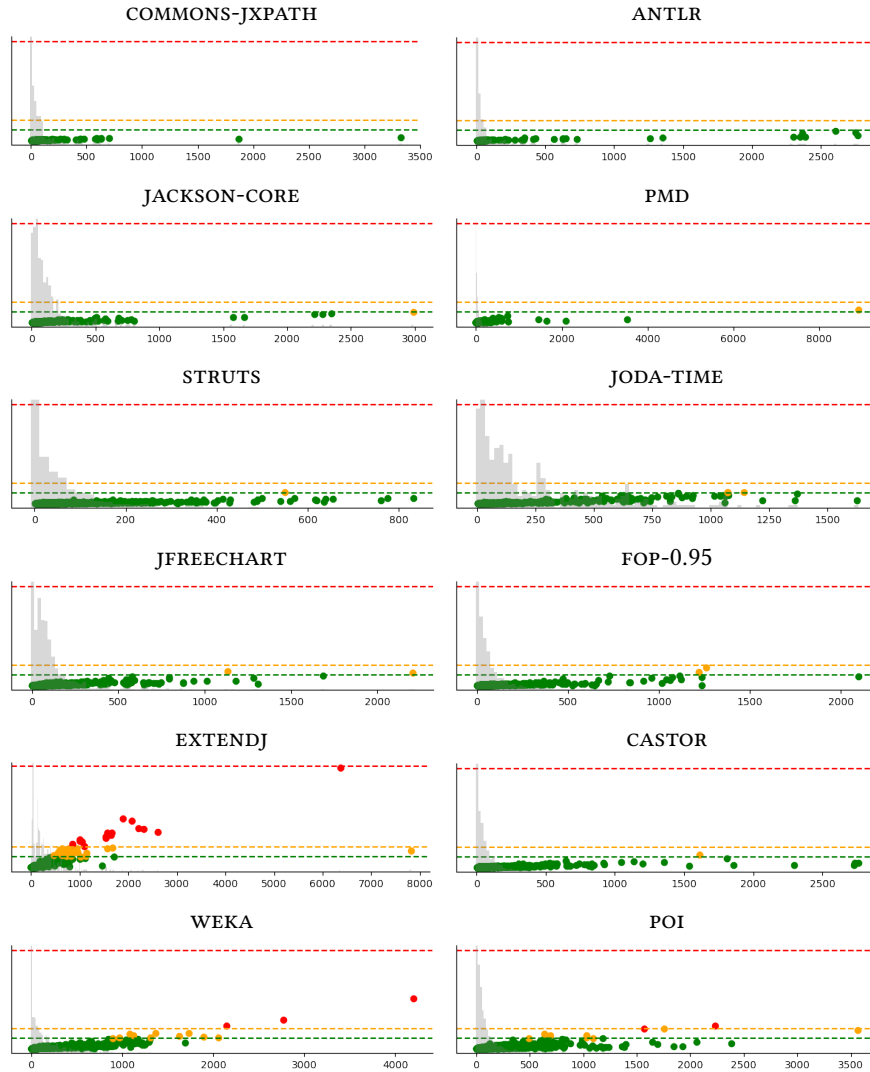 COMMONS-JXPATH
0 500 1000 1500 2000 2500 3000 3500
ANTLR
0 500 1000 1500 2000 2500
JACKSON-CORE
0 500 1000 1500 2000 2500 3000
PMD
0 2000 4000 6000 8000
STRUTS
0 200 400 600 800
JODA-TIME
0 250 500 750 1000 1250 1500
JFREECHART
0 500 1000 1500 2000
FOP-0.95
0 500 1000 1500 2000
EXTENDJ
0 1000 2000 3000 4000 5000 6000 7000 8000
CASTOR
0 500 1000 1500 2000 2500
WEKA
0 1000 2000 3000 4000
POI
0 500 1000 1500 2000 2500 3000 3500